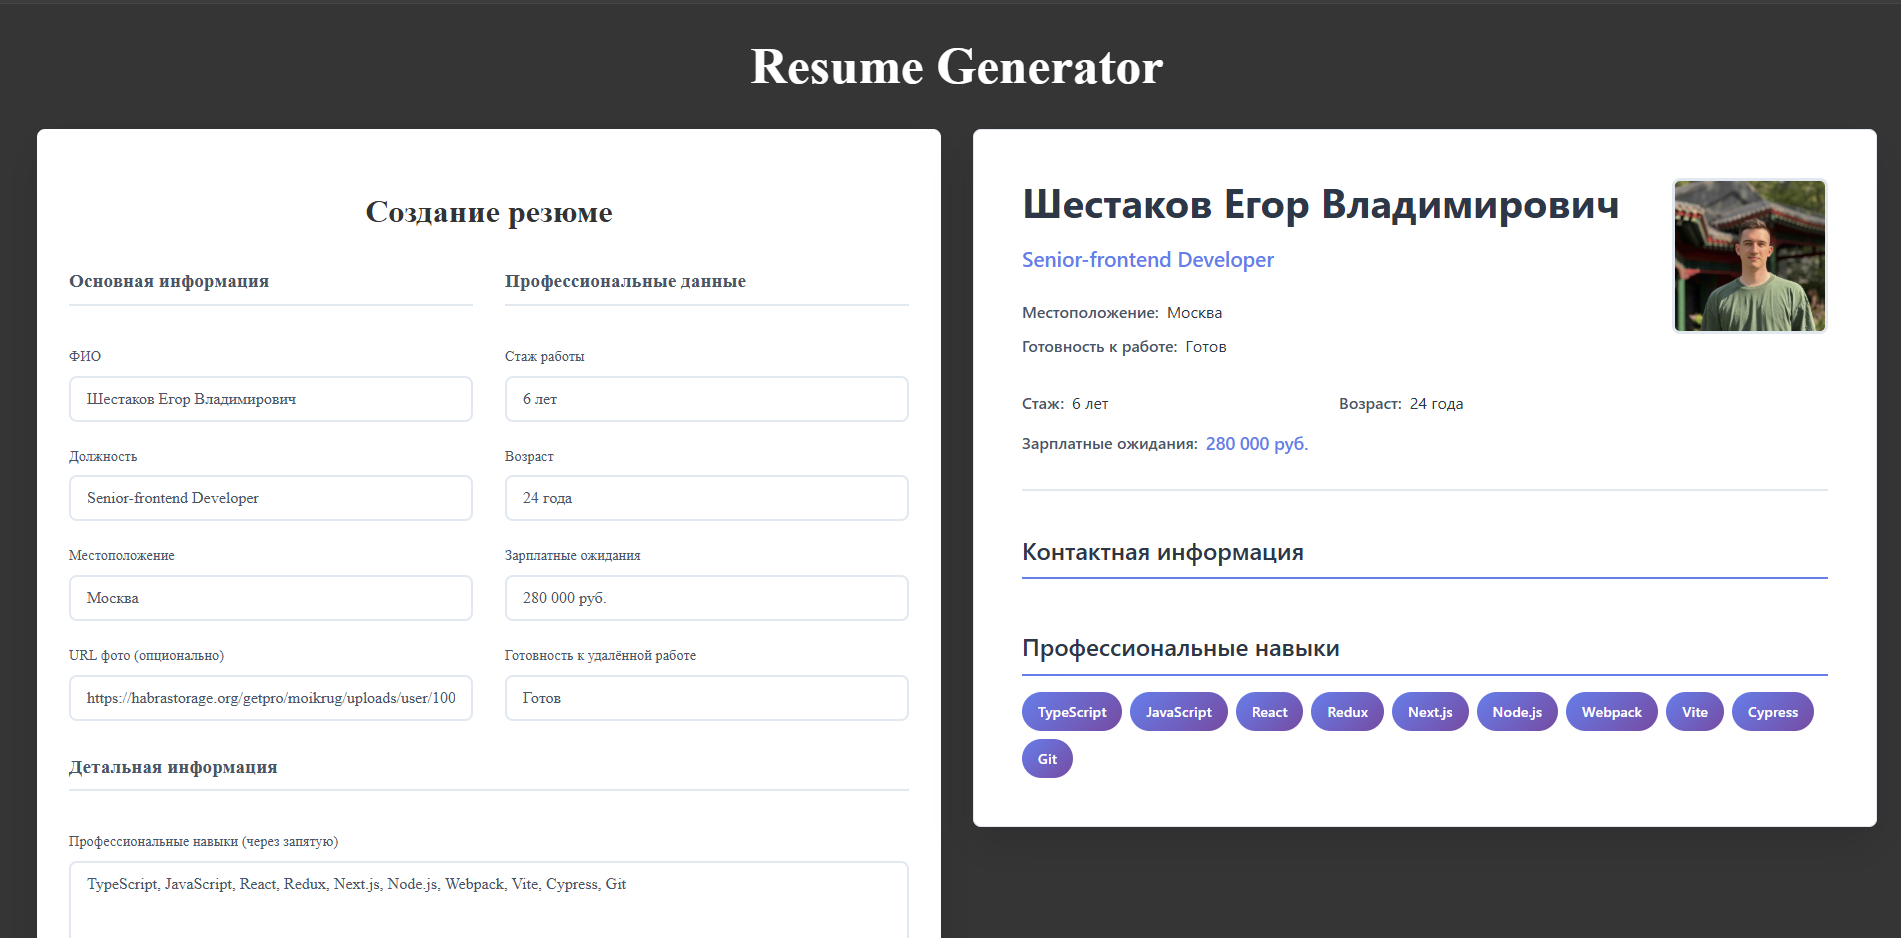 Resume Generator
Создание резюме
Основная информация
ФИО
Шестаков Егор Владимирович
Должность
Senior-frontend Developer
Местоположение
Москва
URL фото (опционально)
https://habrastorage.org/getpro/moikrug/uploads/user/100
Профессиональные данные
Стаж работы
6 лет
Возраст
24 года
Зарплатные ожидания
280 000 руб.
Готовность к удалённой работе
Готов
Детальная информация
Профессиональные навыки (через запятую)
TypeScript, JavaScript, React, Redux, Next.js, Node.js, Webpack, Vite, Cypress, Git
Шестаков Егор Владимирович
Senior-frontend Developer
Местоположение: Москва
Готовность к работе: Готов
Стаж: 6 лет Возраст: 24 года
Зарплатные ожидания: 280 000 руб.
Контактная информация
Профессиональные навыки
TypeScript JavaScript React Redux Next.js Node.js Webpack Vite Cypress
Git